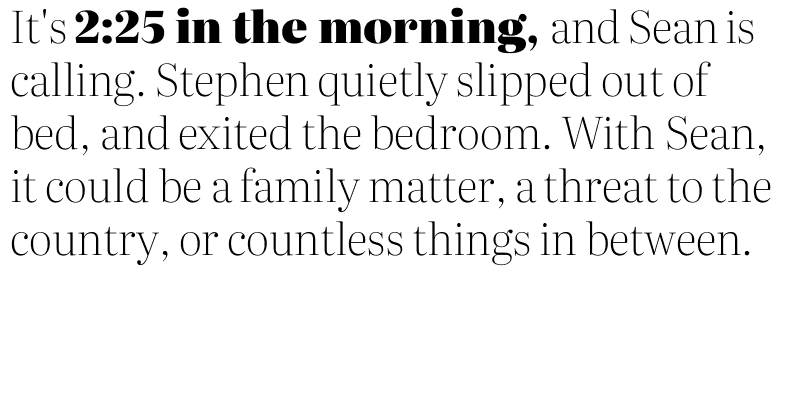 It's 2:25 in the morning, and Sean is
calling. Stephen quietly slipped out of
bed, and exited the bedroom. With Sean,
it could be a family matter, a threat to the
country, or countless things in between.